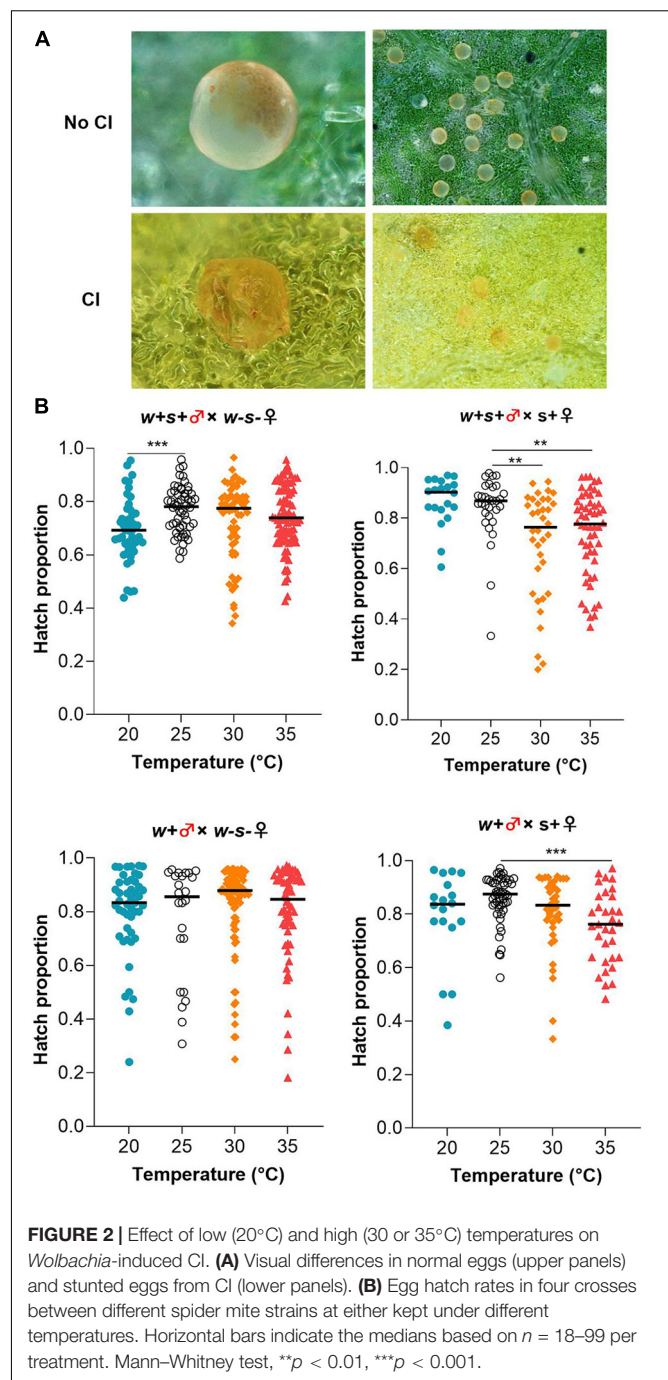 A
No CI
CI
B
w+s+♂ × w-s-♀
***
Hatch proportion
1.0
0.8
0.6
0.4
0.2
0.0
20 25 30 35
Temperature (°C)
w+s+♂ × s+♀
**
**
Hatch proportion
1.0
0.8
0.6
0.4
0.2
0.0
20 25 30 35
Temperature (°C)
w+♂ × w-s-♀
Hatch proportion
1.0
0.8
0.6
0.4
0.2
0.0
20 25 30 35
Temperature (°C)
w+♂ × s+♀
***
Hatch proportion
1.0
0.8
0.6
0.4
0.2
0.0
20 25 30 35
Temperature (°C)
FIGURE 2 | Effect of low (20°C) and high (30 or 35°C) temperatures on
Wolbachia-induced CI. (A) Visual differences in normal eggs (upper panels)
and stunted eggs from CI (lower panels). (B) Egg hatch rates in four crosses
between different spider mite strains at either kept under different
temperatures. Horizontal bars indicate the medians based on n = 18–99 per
treatment. Mann–Whitney test, **p < 0.01, ***p < 0.001.